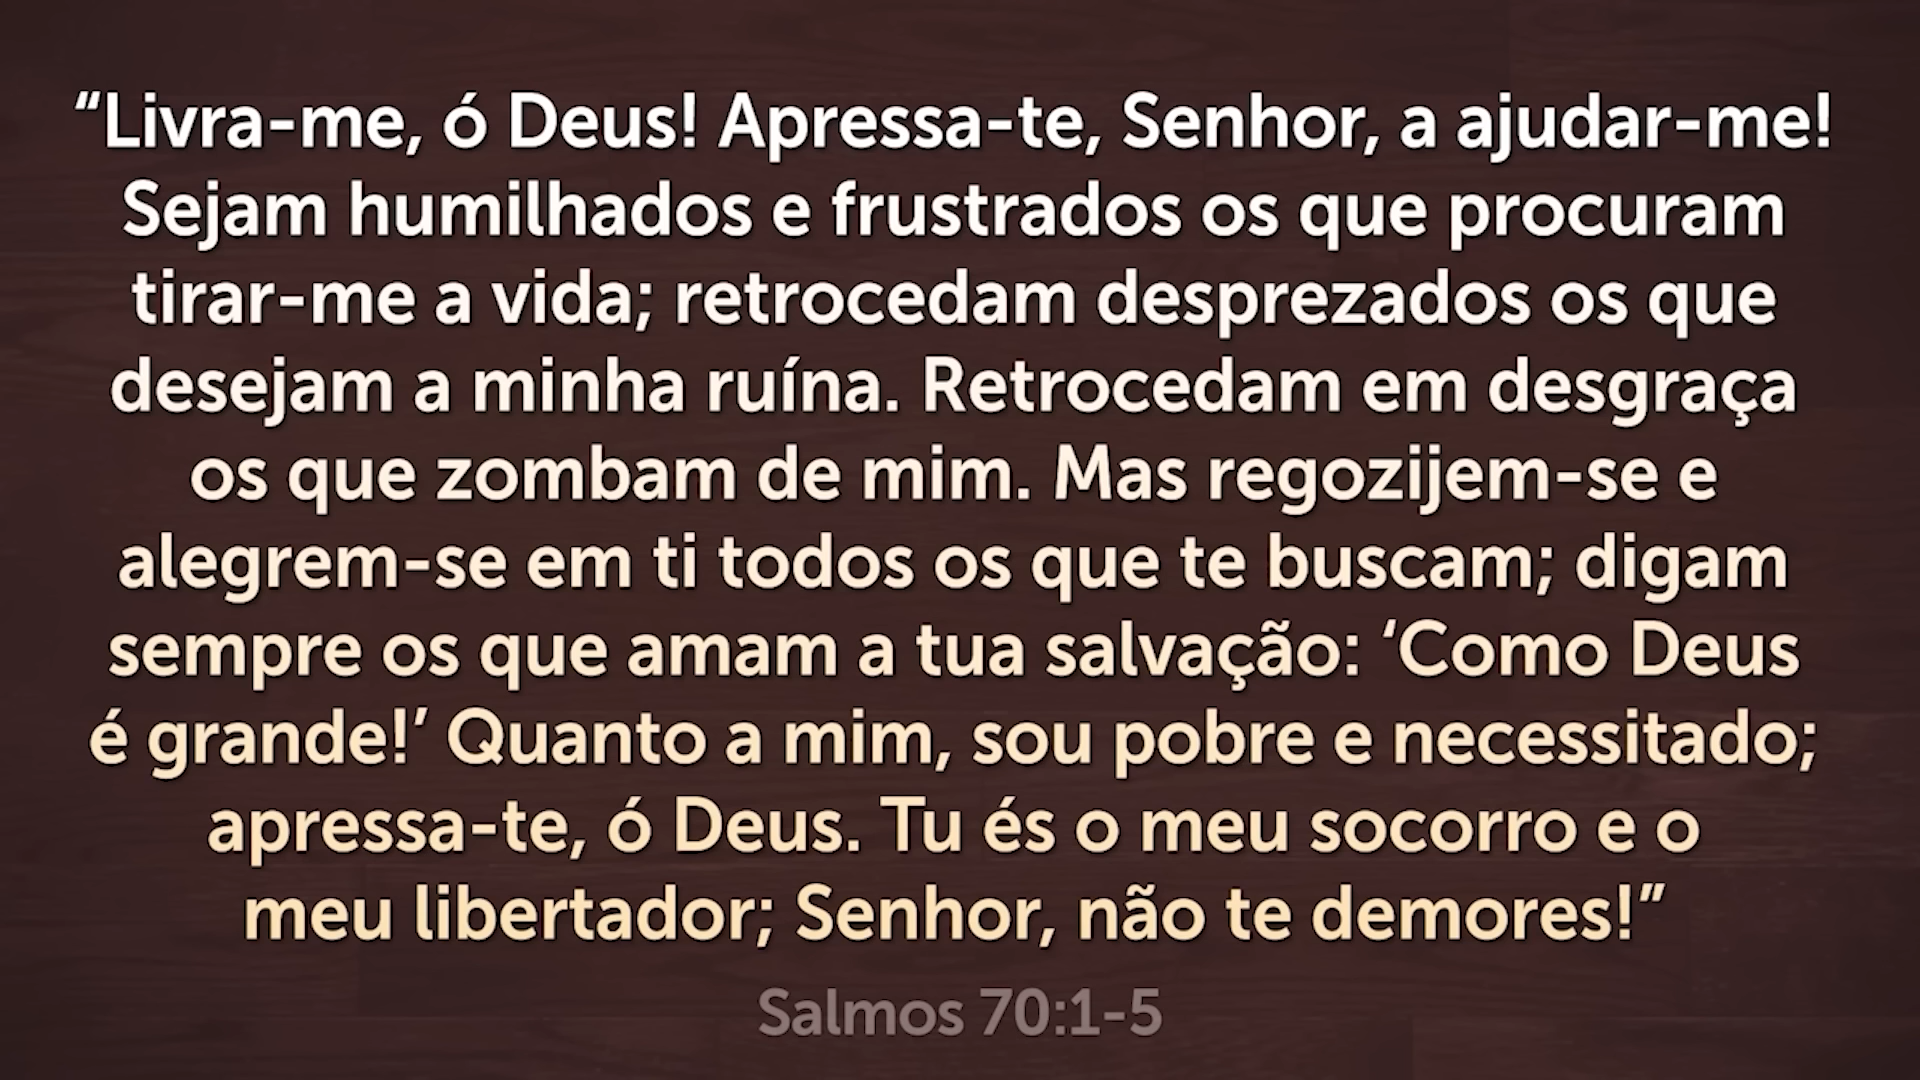 “Livra-me, ó Deus! Apressa-te, Senhor, a ajudar-me!
Sejam humilhados e frustrados os que procuram
tirar-me a vida; retrocedam desprezados os que
desejam a minha ruína. Retrocedam em desgraça
os que zombam de mim. Mas regozijem-se e
alegrem-se em ti todos os que te buscam; digam
sempre os que amam a tua salvação: ‘Como Deus
é grande!’ Quanto a mim, sou pobre e necessitado;
apressa-te, ó Deus. Tu és o meu socorro e o
meu libertador; Senhor, não te demores!”
Salmos 70:1-5